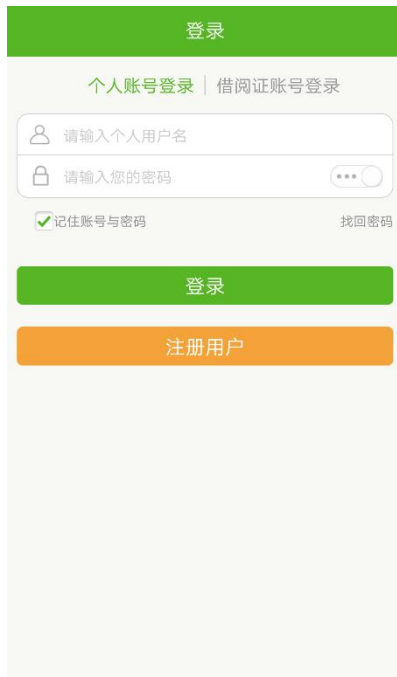 登录
个人账号登录 借阅证账号登录
请输入个人用户名
请输入您的密码
记住账号与密码 找回密码
登录
注册用户